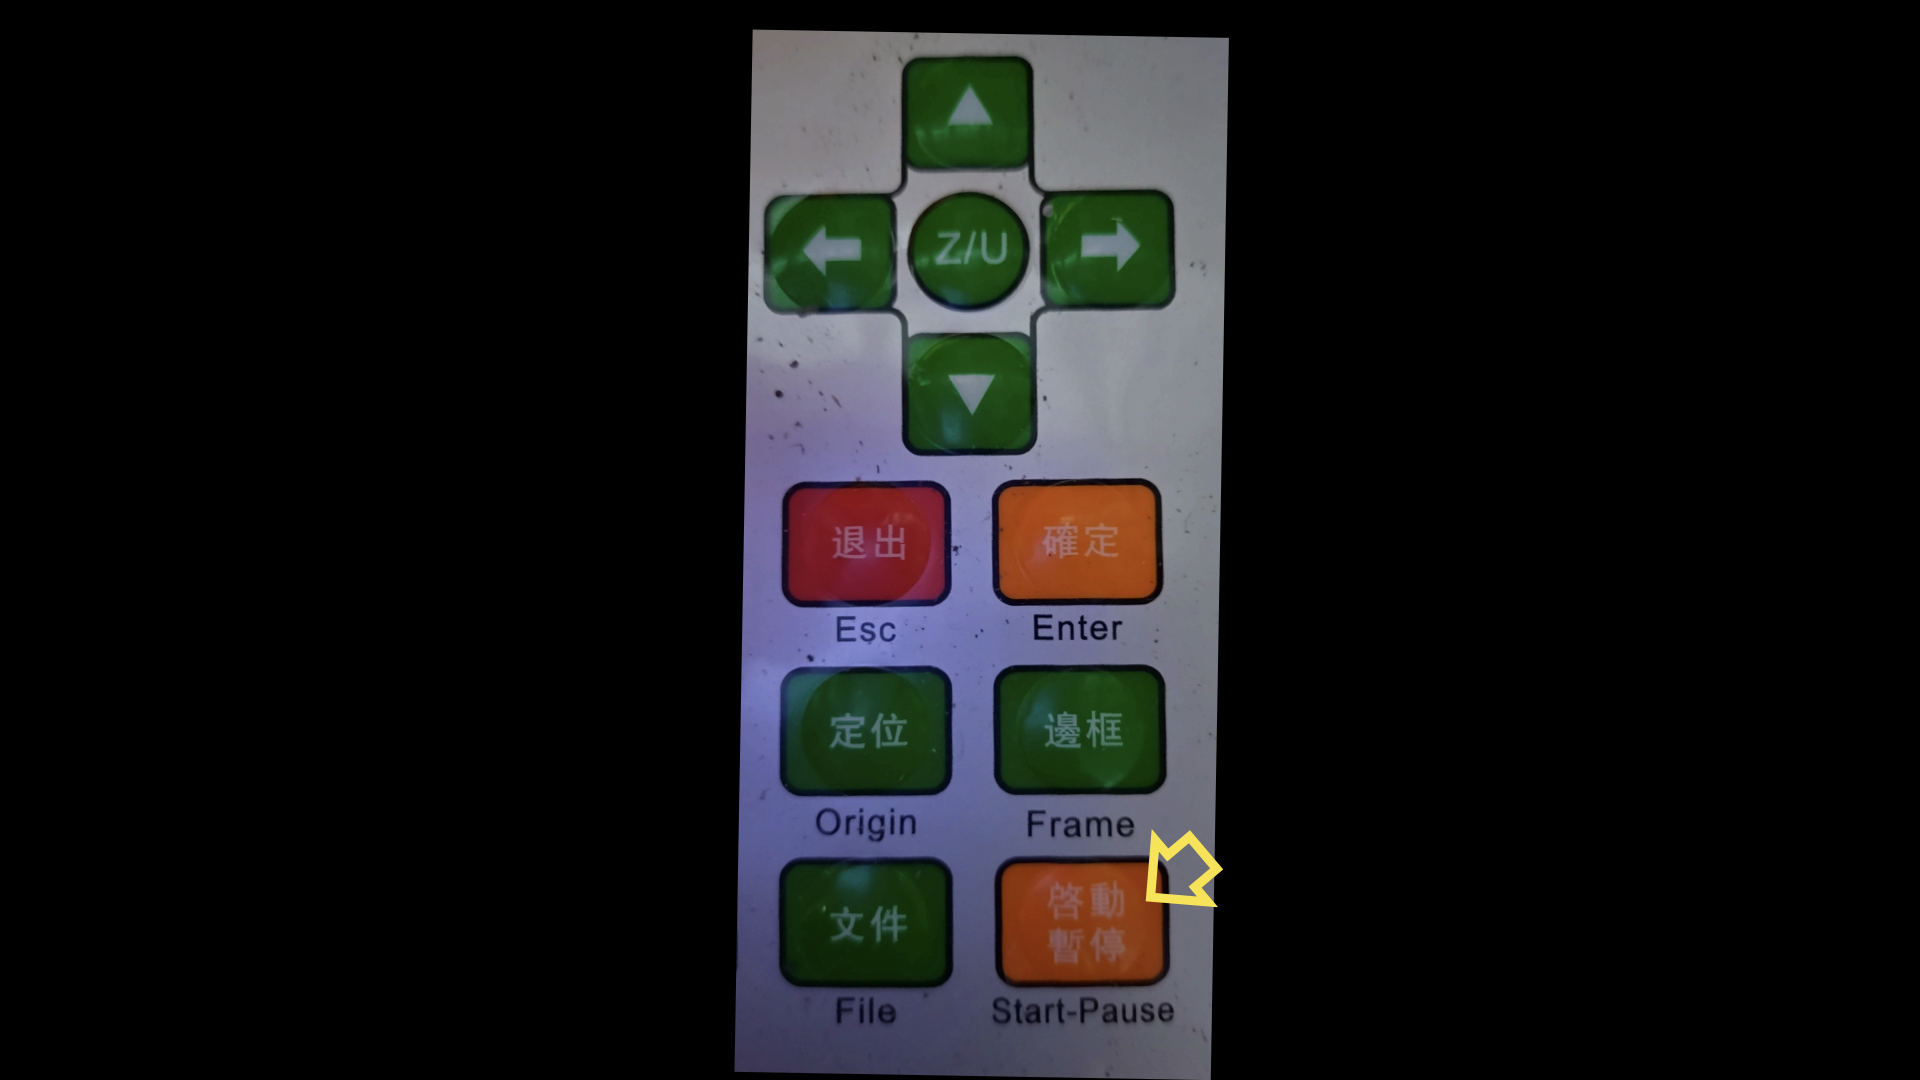 Z/U
退出
確定
Esc
Enter
定位
邊框
Origin
Frame
文件
啓動
暫停
File
Start-Pause